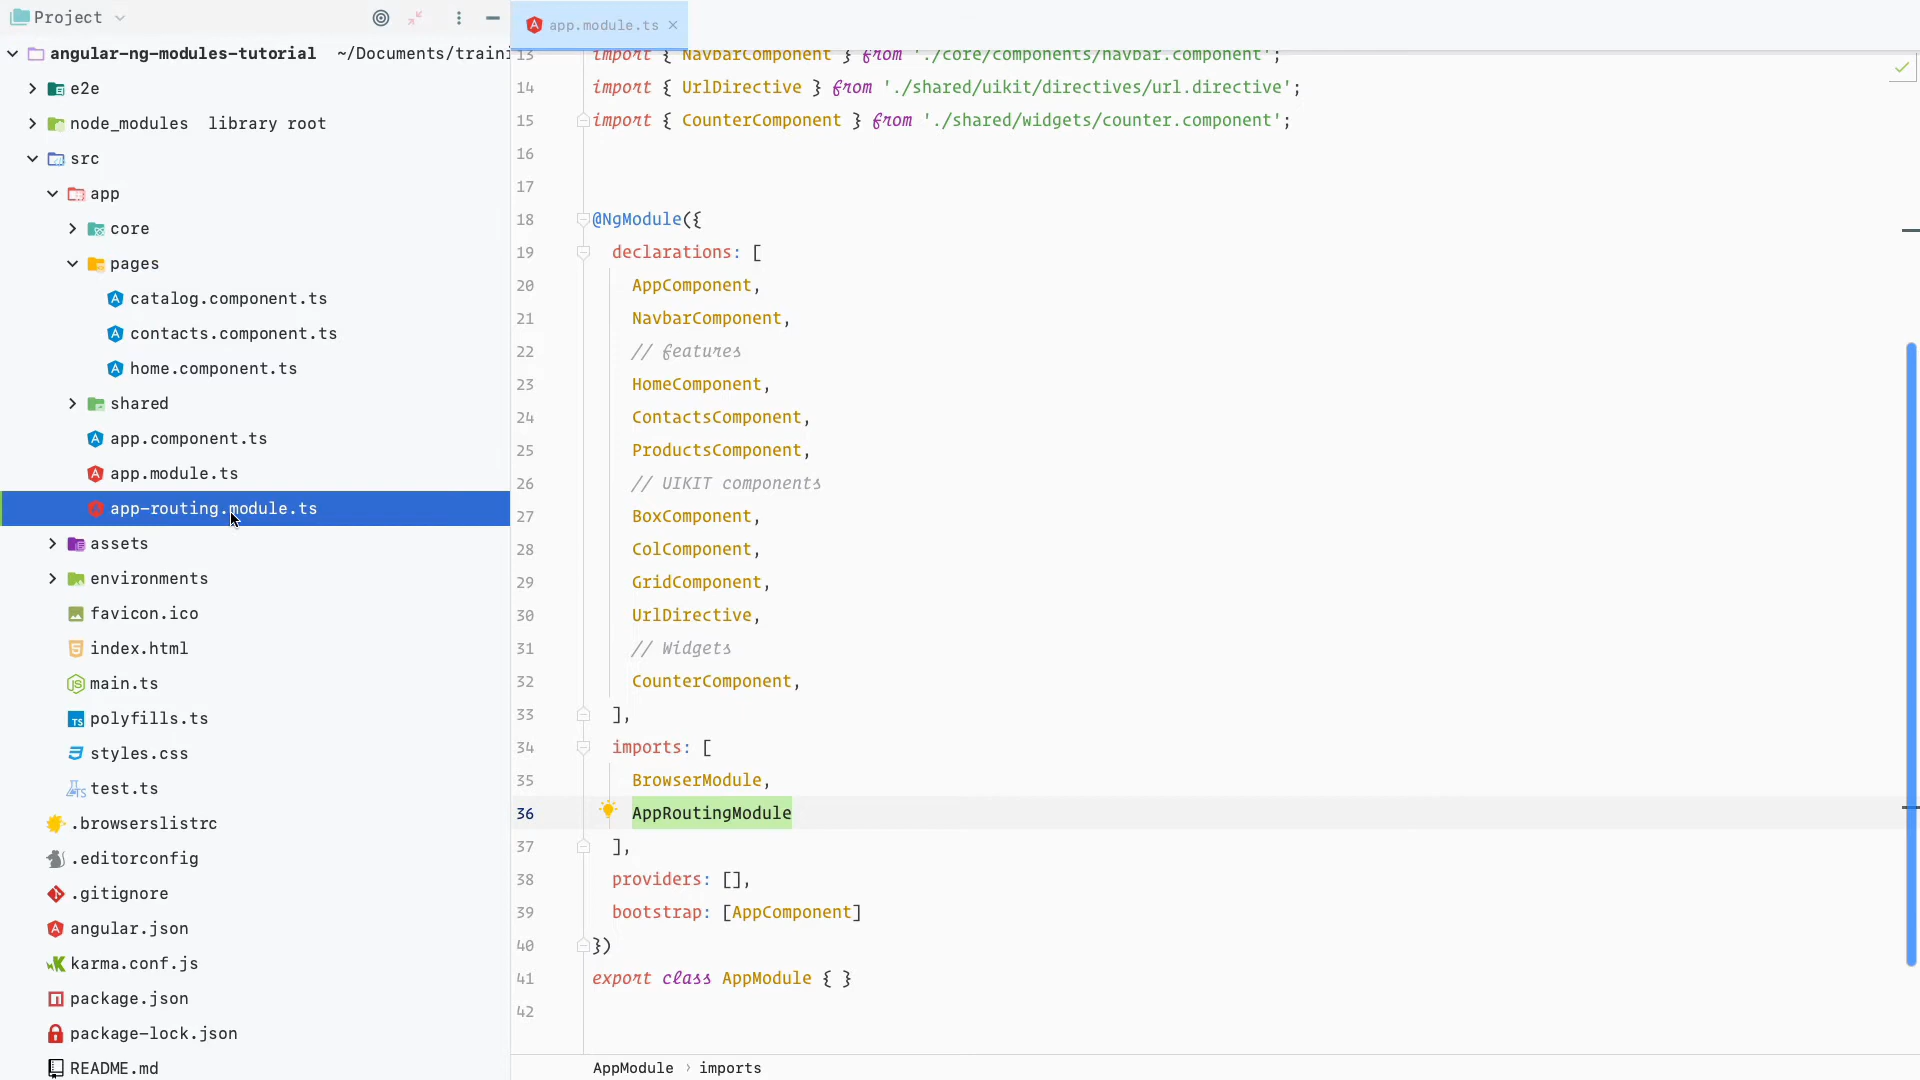 Project
angular-ng-modules-tutorial ~/Documents/traini
e2e
node_modules library root
src
app
core
pages
catalog.component.ts
contacts.component.ts
home.component.ts
shared
app.component.ts
app.module.ts
app-routing.module.ts
assets
environments
favicon.ico
index.html
main.ts
polyfills.ts
styles.css
test.ts
.browserslistrc
.editorconfig
.gitignore
angular.json
karma.conf.js
package.json
package-lock.json
README.md
app.module.ts
13 import { NavbarComponent } from './core/components/navbar.component';
14 import { UrlDirective } from './shared/uikit/directives/url.directive';
15 import { CounterComponent } from './shared/widgets/counter.component';
16
17
18 @NgModule({
19 declarations: [
20 AppComponent,
21 NavbarComponent,
22 // features
23 HomeComponent,
24 ContactsComponent,
25 ProductsComponent,
26 // UIKIT components
27 BoxComponent,
28 ColComponent,
29 GridComponent,
30 UrlDirective,
31 // Widgets
32 CounterComponent,
33 ],
34 imports: [
35 BrowserModule,
36 AppRoutingModule
37 ],
38 providers: [],
39 bootstrap: [AppComponent]
40 })
41 export class AppModule { }
42
AppModule › imports